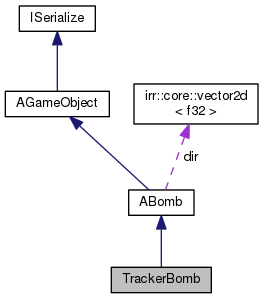 ISerialize
AGameObject
irr::core::vector2d
< f32 >
dir
ABomb
TrackerBomb